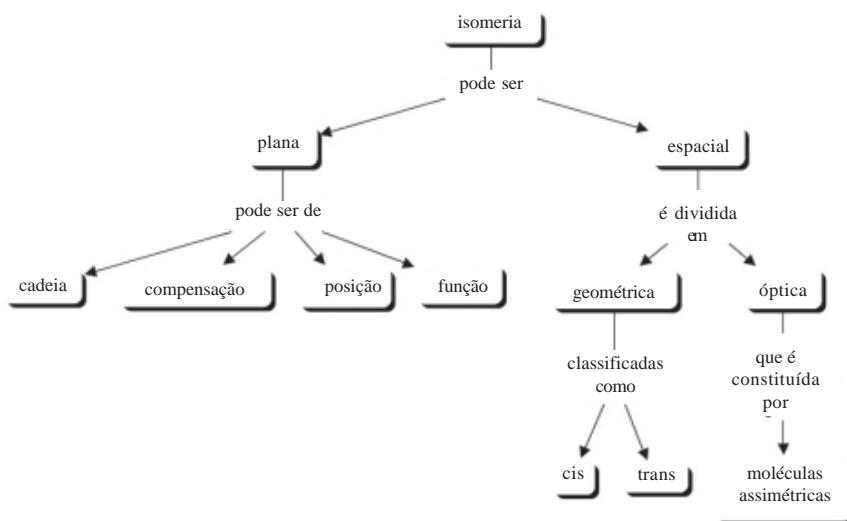 isomeria
pode ser
plana
espacial
pode ser de
é dividida
em
cadeia
compensação
posição
função
geométrica
óptica
classificadas
como
que é
constituída
por
cis
trans
moléculas
assimétricas